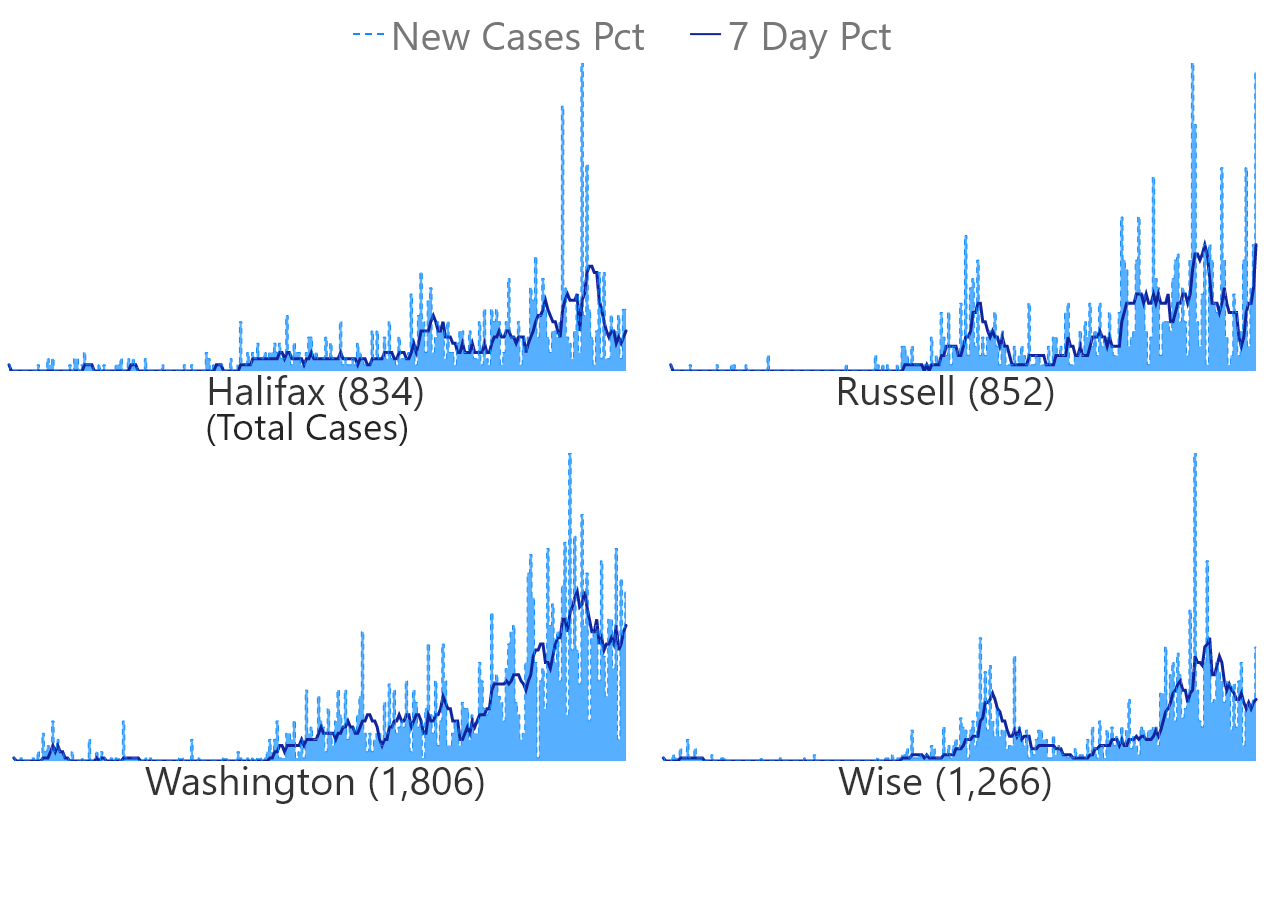 New Cases Pct 7 Day Pct
Halifax (834)
(Total Cases)
Russell (852)
Washington (1,806)
Wise (1,266)